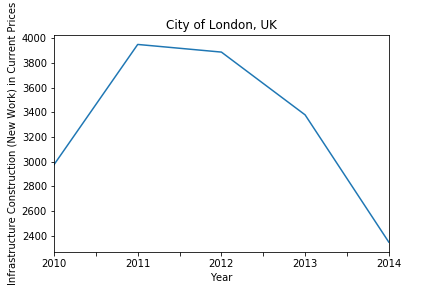 City of London, UK
Infrastructure Construction (New Work) in Current Prices
4000
3800
3600
3400
3200
3000
2800
2600
2400
2010 2011 2012 2013 2014
Year